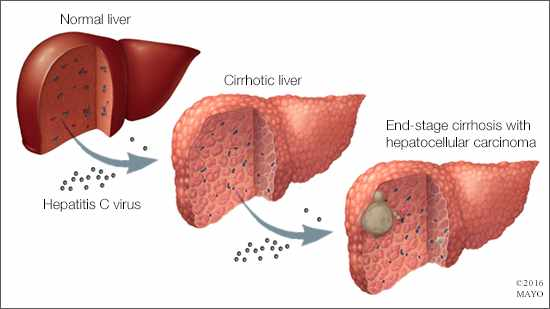 Normal liver
Cirrhotic liver
End-stage cirrhosis with
hepatocellular carcinoma
Hepatitis C virus
©2016
MAYO